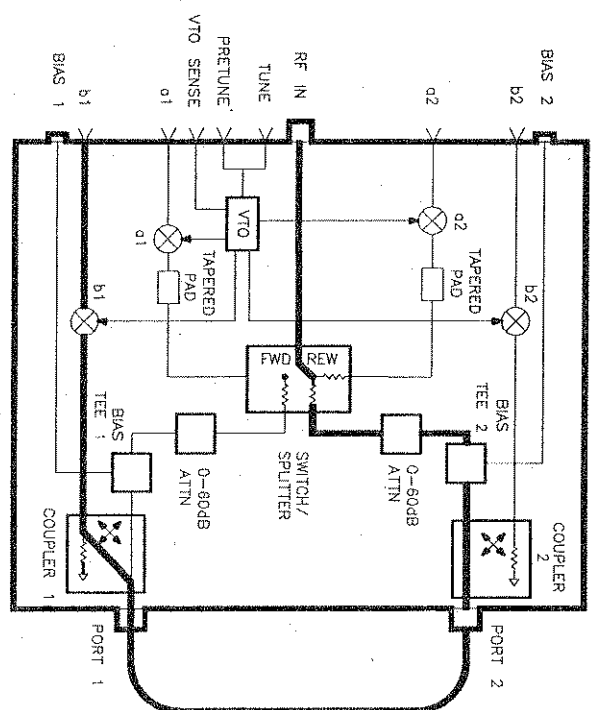 BIAS 1
b1
a1
VTO SENSE
PRETUNE
TUNE
RF IN
a2
b2
BIAS 2
VTO
a1
a2
b1
b2
TAPERED
PAD
TAPERED
PAD
FWD
REW
SWITCH/
SPLITTER
BIAS
TEE 1
0-60dB
ATTN
0-60dB
ATTN
BIAS
TEE 2
COUPLER
1
COUPLER
2
PORT 1
PORT 2